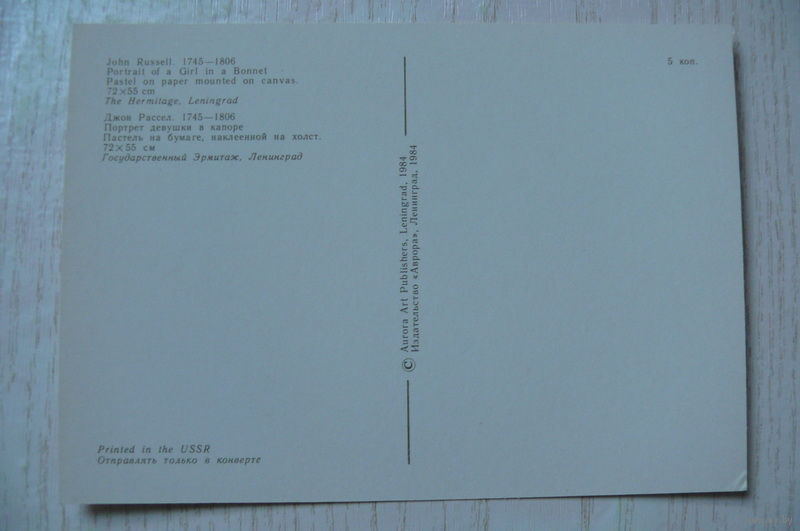 John Russell. 1745—1806
Portrait of a Girl in a Bonnet
Pastel on paper mounted on canvas.
72×55 cm
The Hermitage, Leningrad
Джон Рассел. 1745—1806
Портрет девушки в капоре
Пастель на бумаге, наклеенной на холст.
72×55 см
Государственный Эрмитаж, Ленинград
5 коп.
© Aurora Art Publishers, Leningrad, 1984
Издательство «Аврора», Ленинград, 1984
Printed in the USSR
Отправлять только в конверте